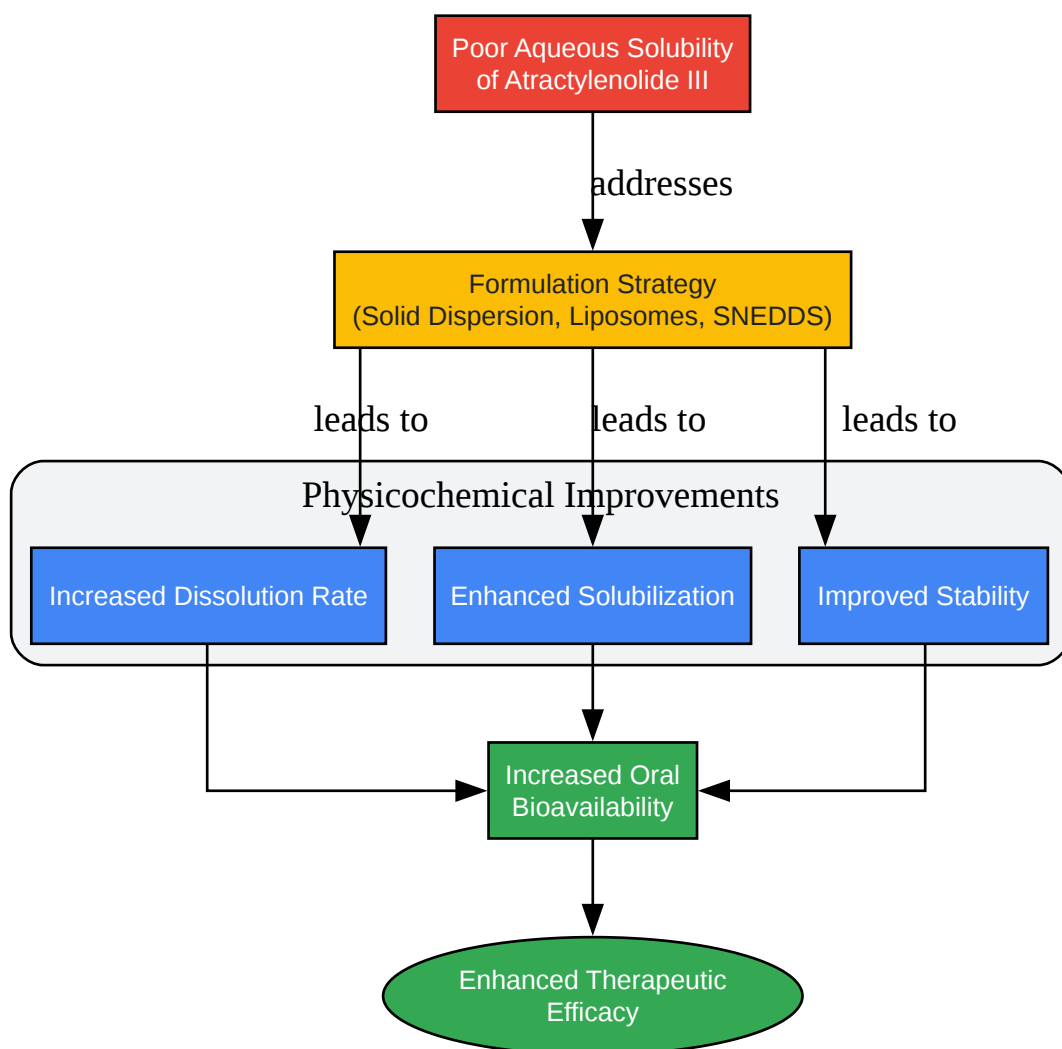 Poor Aqueous Solubility
of Atractylenolide III
addresses
Formulation Strategy
(Solid Dispersion, Liposomes, SNEDDS)
leads to
leads to
leads to
Physicochemical Improvements
Increased Dissolution Rate
Enhanced Solubilization
Improved Stability
Increased Oral
Bioavailability
Enhanced Therapeutic
Efficacy